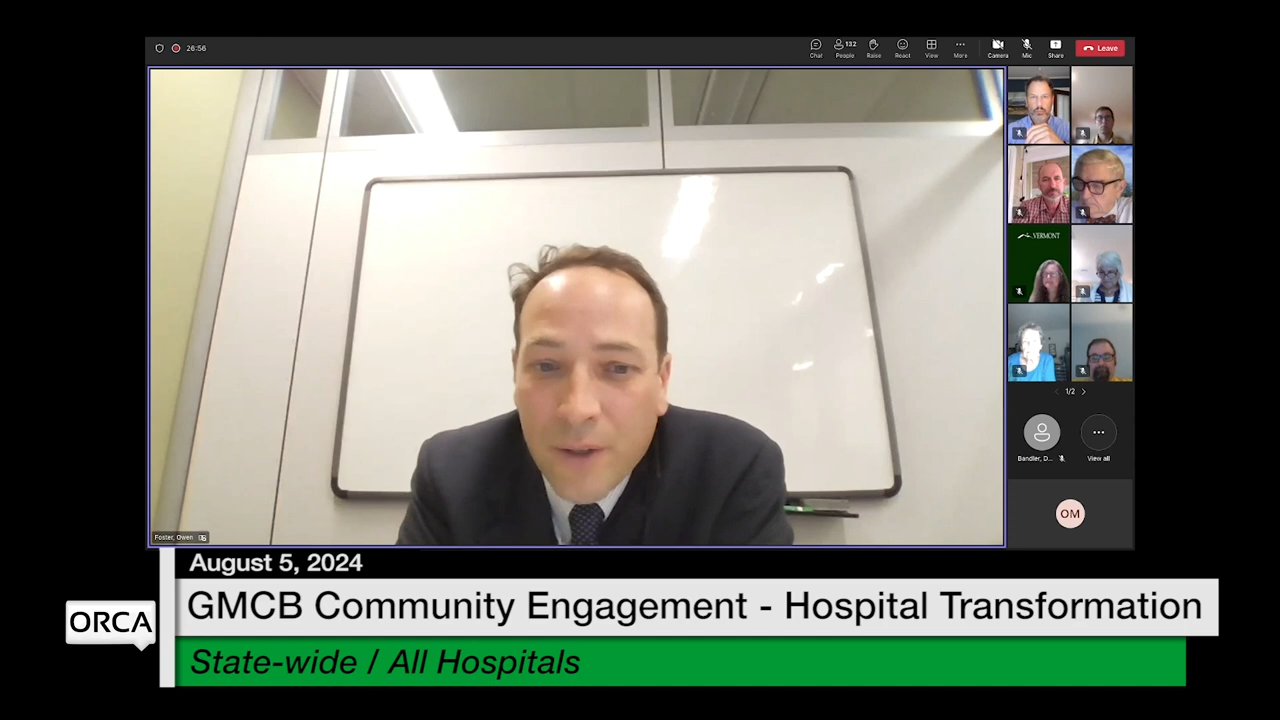 26:56
132
Chat People Raise React View More Camera Mic Share Leave
VERMONT
1/2
Bandler, D... View all
OM
Foster, Owen
August 5, 2024
GMCB Community Engagement - Hospital Transformation
ORCA
State-wide / All Hospitals